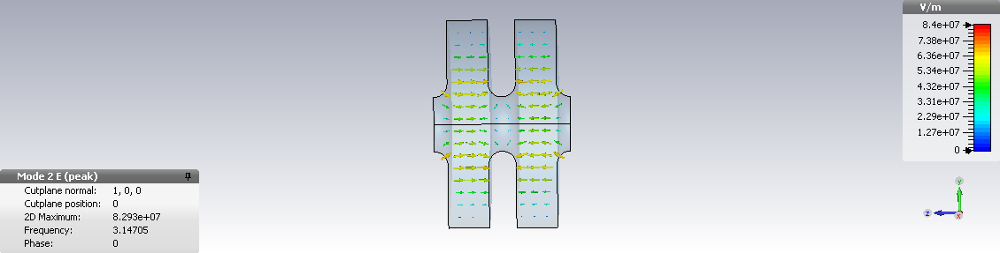 V/m
8.4e+07
7.38e+07
6.36e+07
5.34e+07
4.32e+07
3.31e+07
2.29e+07
1.27e+07
0
Mode 2 E (peak)
Cutplane normal: 1, 0, 0
Cutplane position: 0
2D Maximum: 8.293e+07
Frequency: 3.14705
Phase: 0
y
z
x